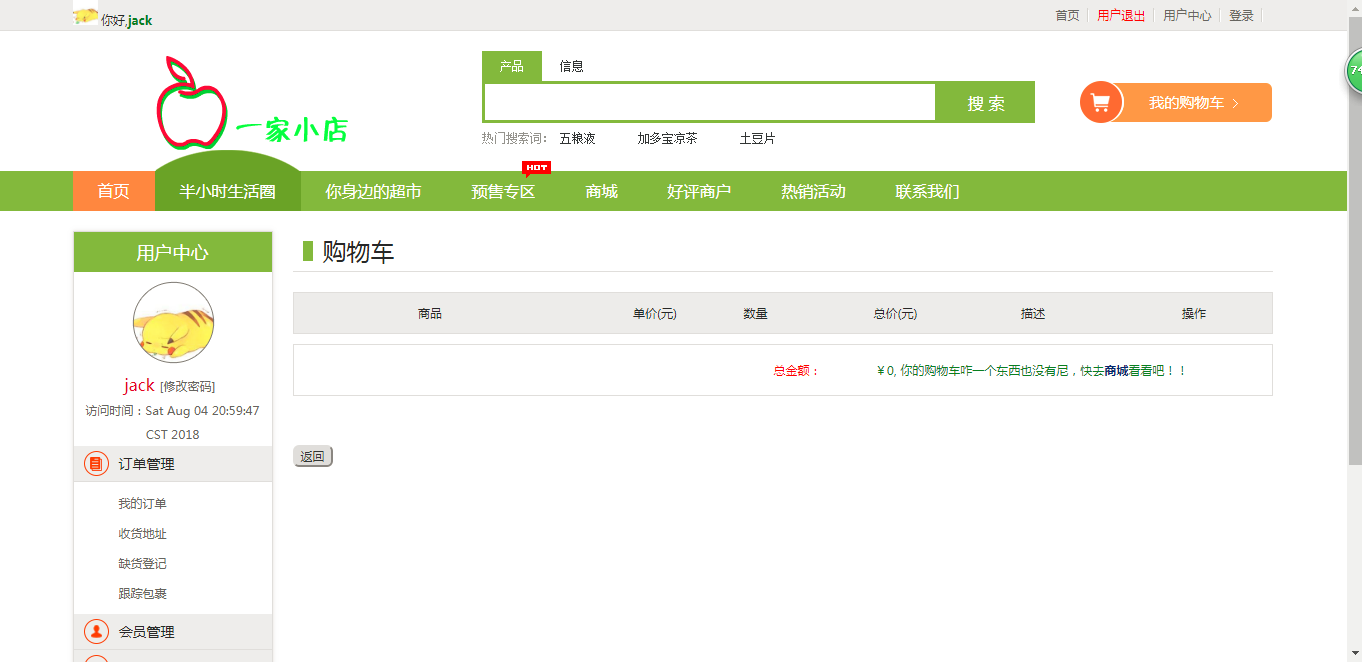 你好,jack
首页 用户退出 用户中心 登录
一家小店
产品 信息
搜 索
热门搜索词： 五粮液 加多宝凉茶 土豆片
我的购物车 >
74
HOT
首页 半小时生活圈 你身边的超市 预售专区 商城 好评商户 热销活动 联系我们
用户中心
jack [修改密码]
访问时间：Sat Aug 04 20:59:47
CST 2018
订单管理
我的订单
收货地址
缺货登记
跟踪包裹
会员管理
购物车
商品 单价(元) 数量 总价(元) 描述 操作
总金额： ￥0, 你的购物车咋一个东西也没有尼，快去商城看看吧！！
返回